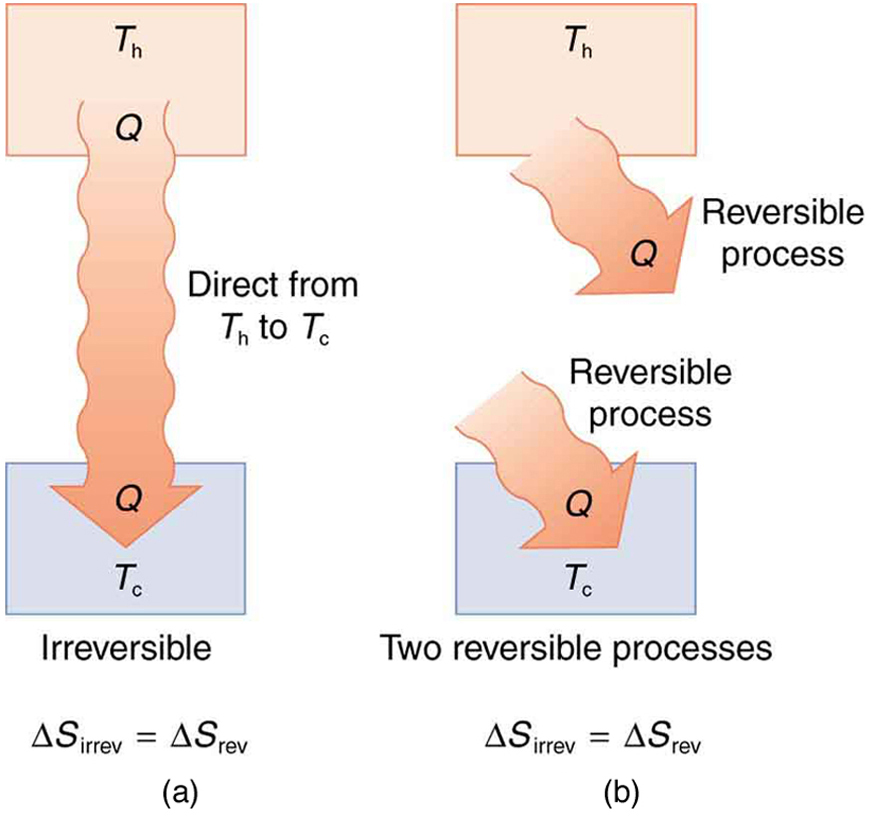 Th
Q
Direct from
Th to Tc
Q
Tc
Irreversible
ΔSirrev = ΔSrev
(a)
Th
Q
Reversible
process
Reversible
process
Q
Tc
Two reversible processes
ΔSirrev = ΔSrev
(b)